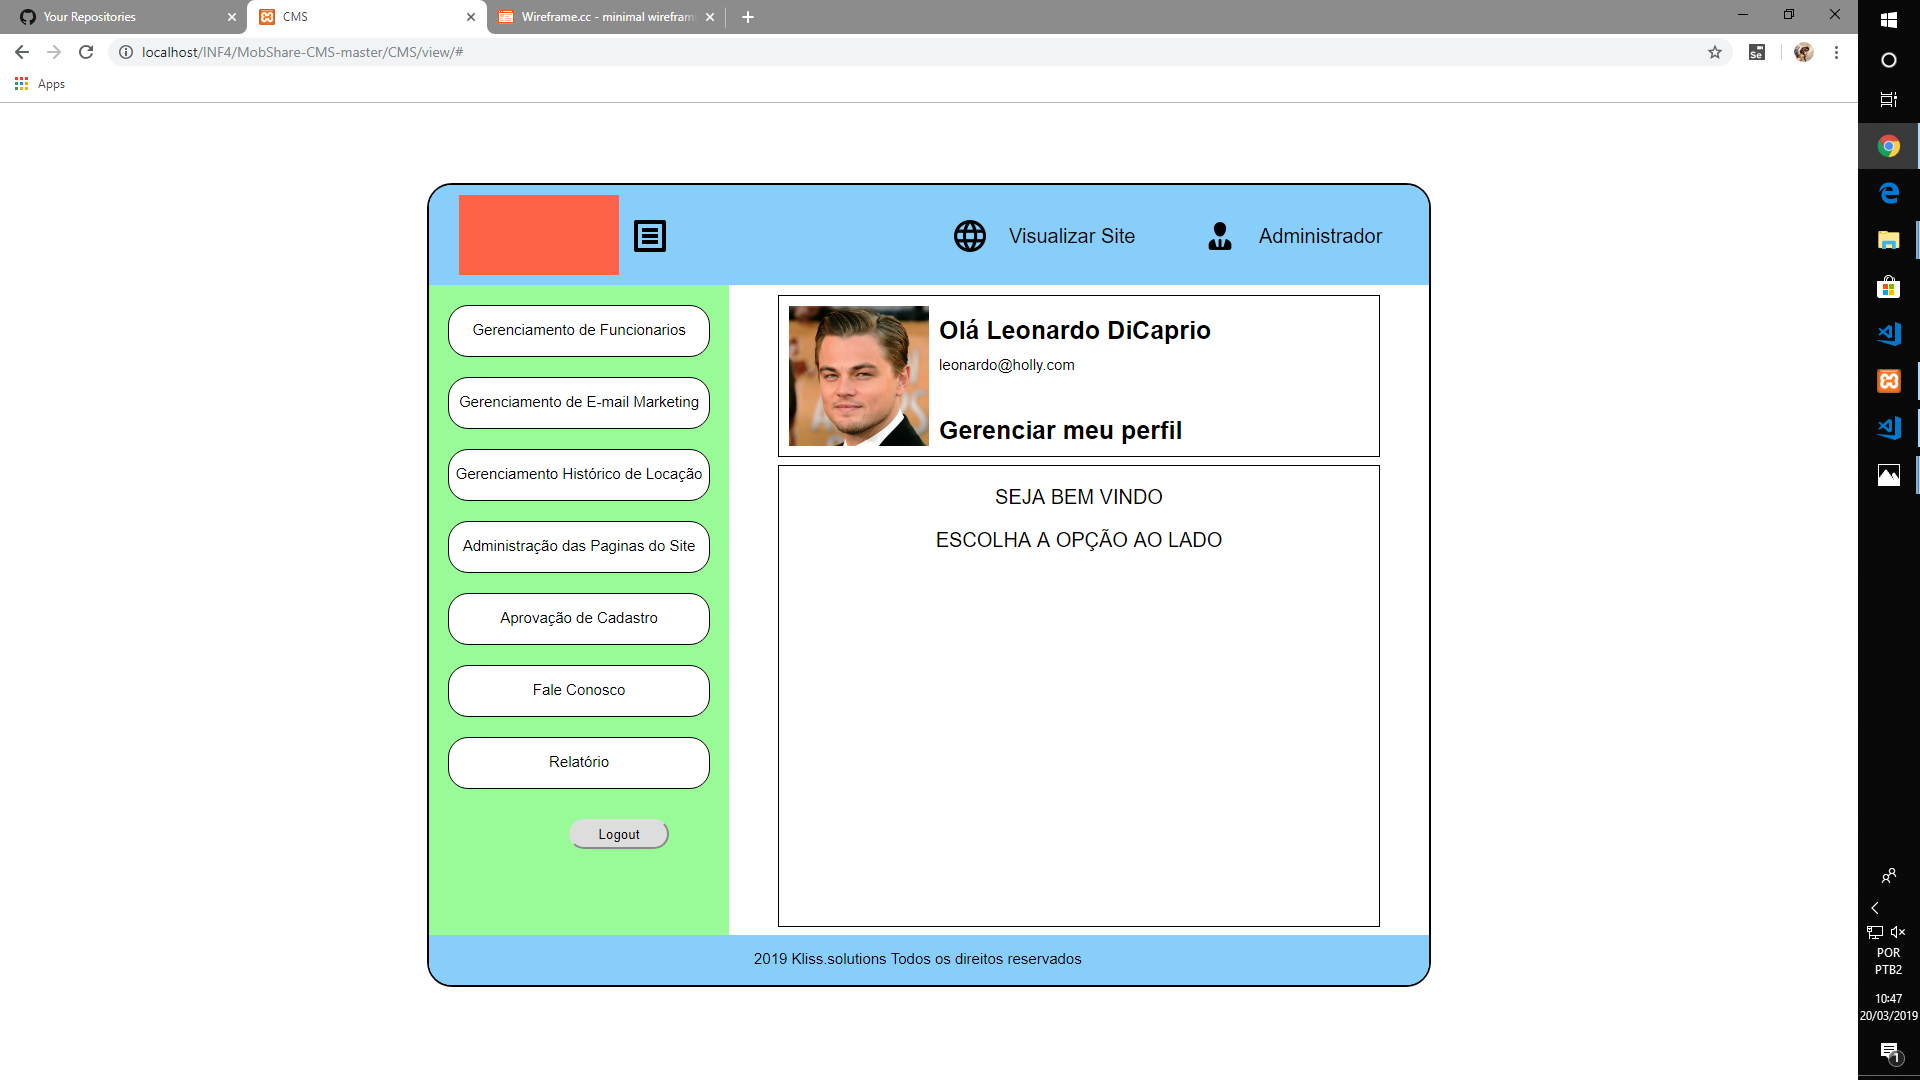 Your Repositories
CMS
Wireframe.cc - minimal wirefram
localhost/INF4/MobShare-CMS-master/CMS/view/#
Se
Apps
Visualizar Site
Administrador
Gerenciamento de Funcionarios
Gerenciamento de E-mail Marketing
Gerenciamento Histórico de Locação
Administração das Paginas do Site
Aprovação de Cadastro
Fale Conosco
Relatório
Logout
Olá Leonardo DiCaprio
leonardo@holly.com
Gerenciar meu perfil
SEJA BEM VINDO
ESCOLHA A OPÇÃO AO LADO
2019 Kliss.solutions Todos os direitos reservados
POR
PTB2
10:47
20/03/2019
1